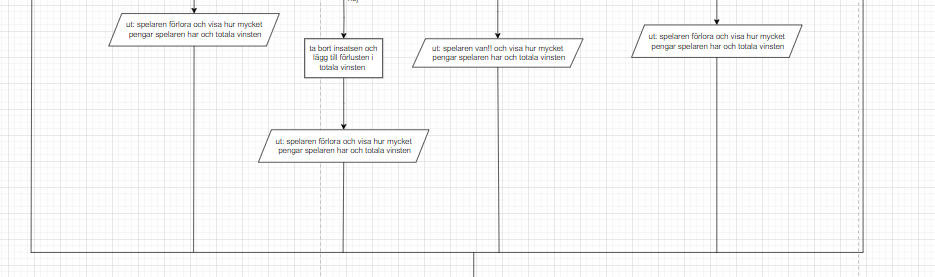 ut: spelaren förlora och visa hur mycket
pengar spelaren har och totala vinsten
ta bort insatsen och
lägg till förlusten i
totala vinsten
ut: spelaren van!! och visa hur mycket
pengar spelaren har och totala vinsten
ut: spelaren förlora och visa hur mycket
pengar spelaren har och totala vinsten
ut: spelaren förlora och visa hur mycket
pengar spelaren har och totala vinsten